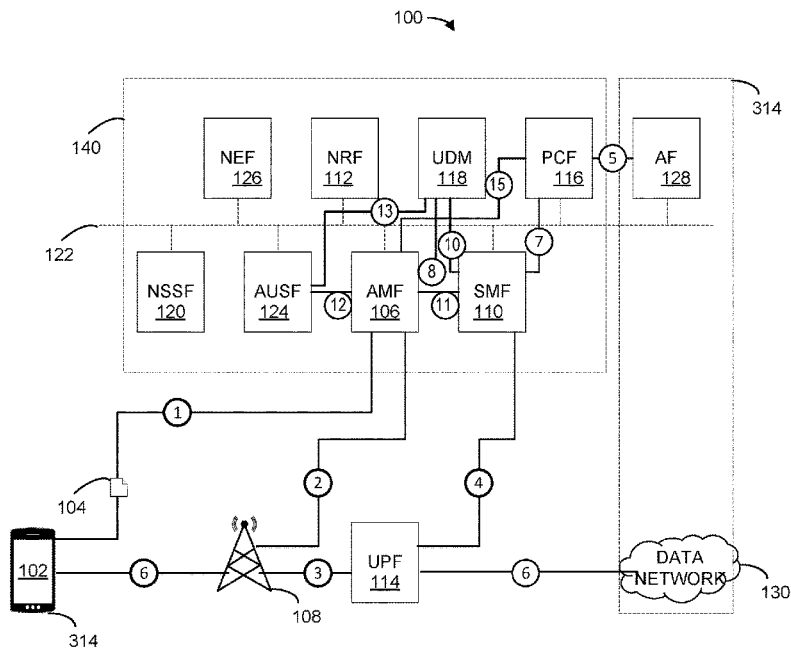 100
314
140
NEF
126
NRF
112
UDM
118
PCF
116
AF
128
15
5
13
122
10
7
8
NSSF
120
AUSF
124
12
AMF
106
11
SMF
110
1
104
2
4
102
6
3
UPF
114
6
DATA
NETWORK
130
108
314